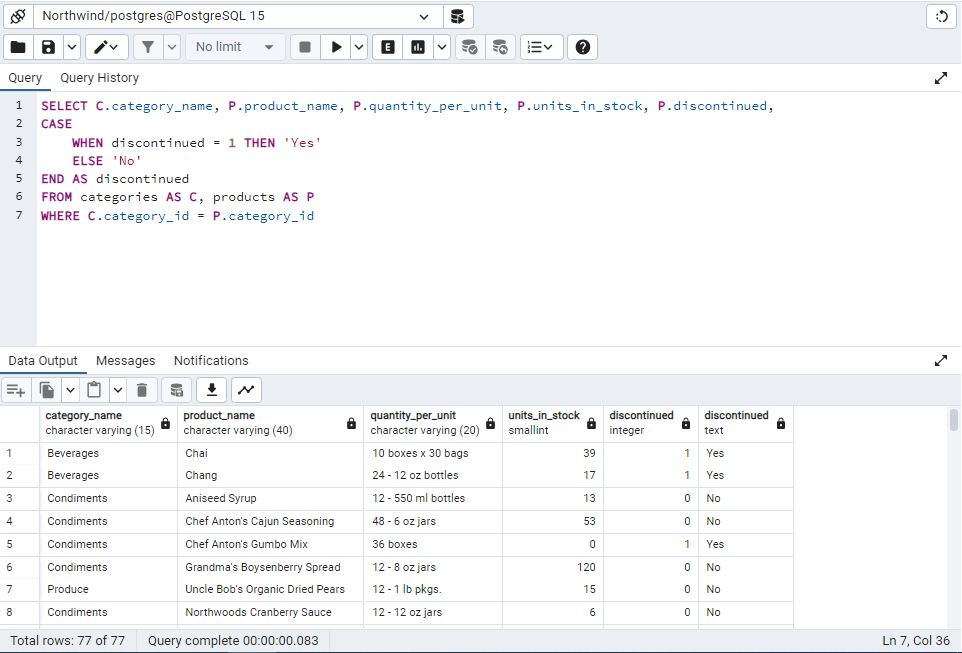 Northwind/postgres@PostgreSQL 15
No limit
E
Query Query History
1 SELECT C.category_name, P.product_name, P.quantity_per_unit, P.units_in_stock, P.discontinued,
2 CASE
3 WHEN discontinued = 1 THEN 'Yes'
4 ELSE 'No'
5 END AS discontinued
6 FROM categories AS C, products AS P
7 WHERE C.category_id = P.category_id
Data Output Messages Notifications
category_name product_name quantity_per_unit units_in_stock discontinued discontinued
character varying (15) character varying (40) character varying (20) smallint integer text
1 Beverages Chai 10 boxes x 30 bags 39 1 Yes
2 Beverages Chang 24 - 12 oz bottles 17 1 Yes
3 Condiments Aniseed Syrup 12 - 550 ml bottles 13 0 No
4 Condiments Chef Anton's Cajun Seasoning 48 - 6 oz jars 53 0 No
5 Condiments Chef Anton's Gumbo Mix 36 boxes 0 1 Yes
6 Condiments Grandma's Boysenberry Spread 12 - 8 oz jars 120 0 No
7 Produce Uncle Bob's Organic Dried Pears 12 - 1 lb pkgs. 15 0 No
8 Condiments Northwoods Cranberry Sauce 12 - 12 oz jars 6 0 No
Total rows: 77 of 77 Query complete 00:00:00.083 Ln 7, Col 36